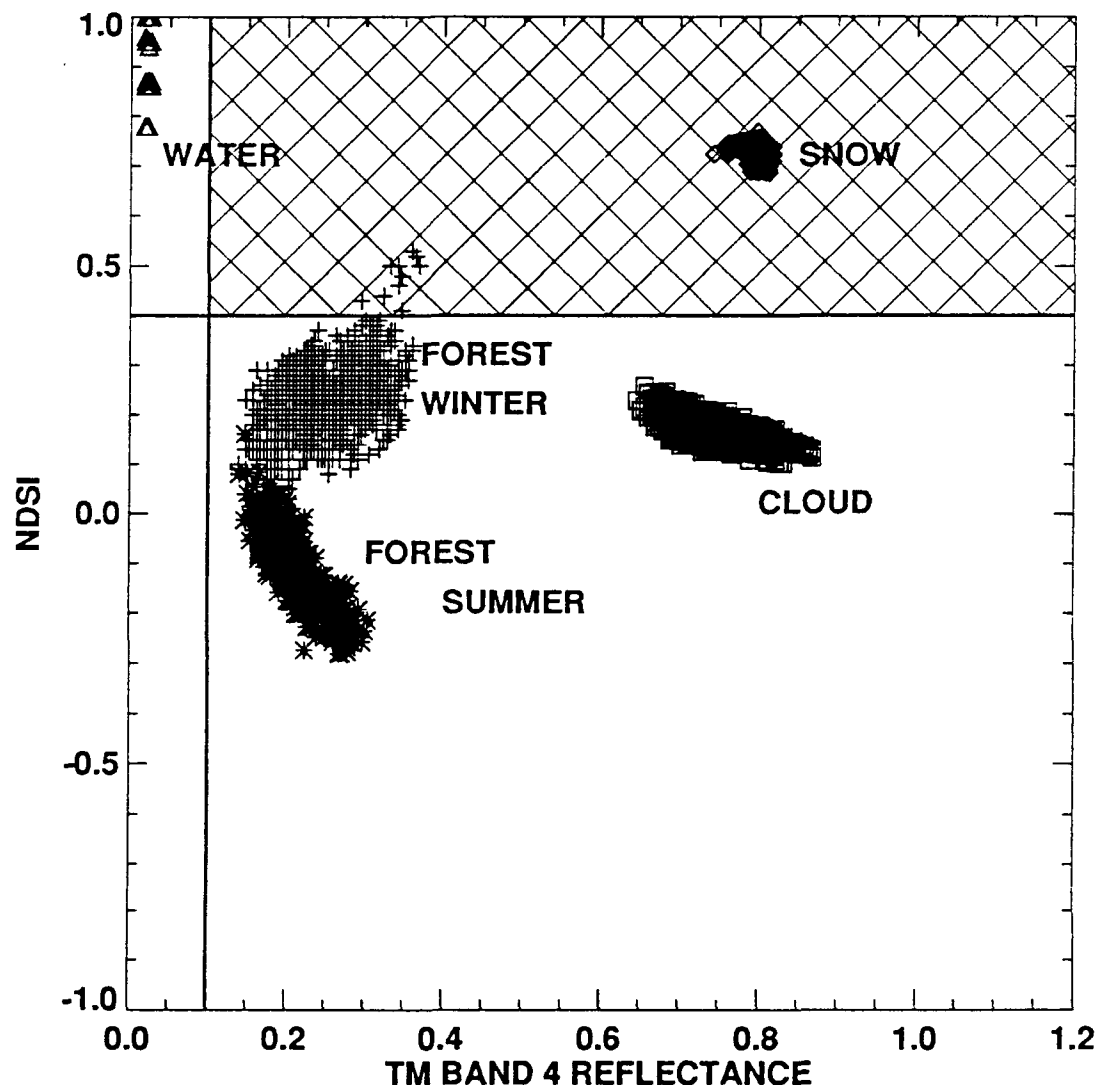 1.0
WATER
SNOW
0.5
FOREST
WINTER
0.0
CLOUD
NDSI
FOREST
SUMMER
-0.5
-1.0
0.0 0.2 0.4 0.6 0.8 1.0 1.2
TM BAND 4 REFLECTANCE